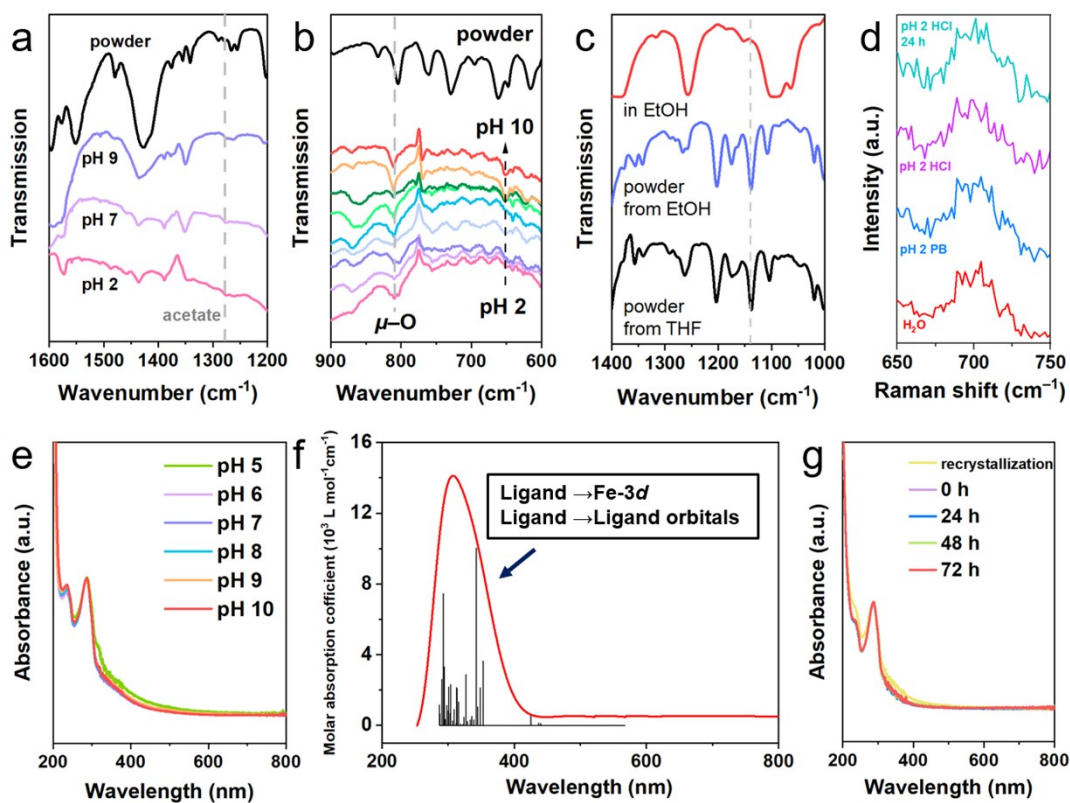 a
powder
pH 9
pH 7
pH 2
acetate
Transmission
1600 1500 1400 1300 1200
Wavenumber (cm⁻¹)
b
powder
pH 10
pH 2
μ–O
Transmission
900 800 700 600
Wavenumber (cm⁻¹)
c
in EtOH
powder
from EtOH
powder
from THF
Transmission
1400 1300 1200 1100 1000
Wavenumber (cm⁻¹)
d
pH 2 HCl
24 h
pH 2 HCl
pH 2 PB
H₂O
Intensity (a.u.)
650 700 750
Raman shift (cm⁻¹)
e
pH 5
pH 6
pH 7
pH 8
pH 9
pH 10
Absorbance (a.u.)
200 400 600 800
Wavelength (nm)
f
16
12
8
4
0
Ligand →Fe-3d
Ligand →Ligand orbitals
Molar absorption cofficient (10³ L mol⁻¹cm⁻¹)
200 400 600 800
Wavelength (nm)
g
recrystallization
0 h
24 h
48 h
72 h
Absorbance (a.u.)
200 400 600 800
Wavelength (nm)